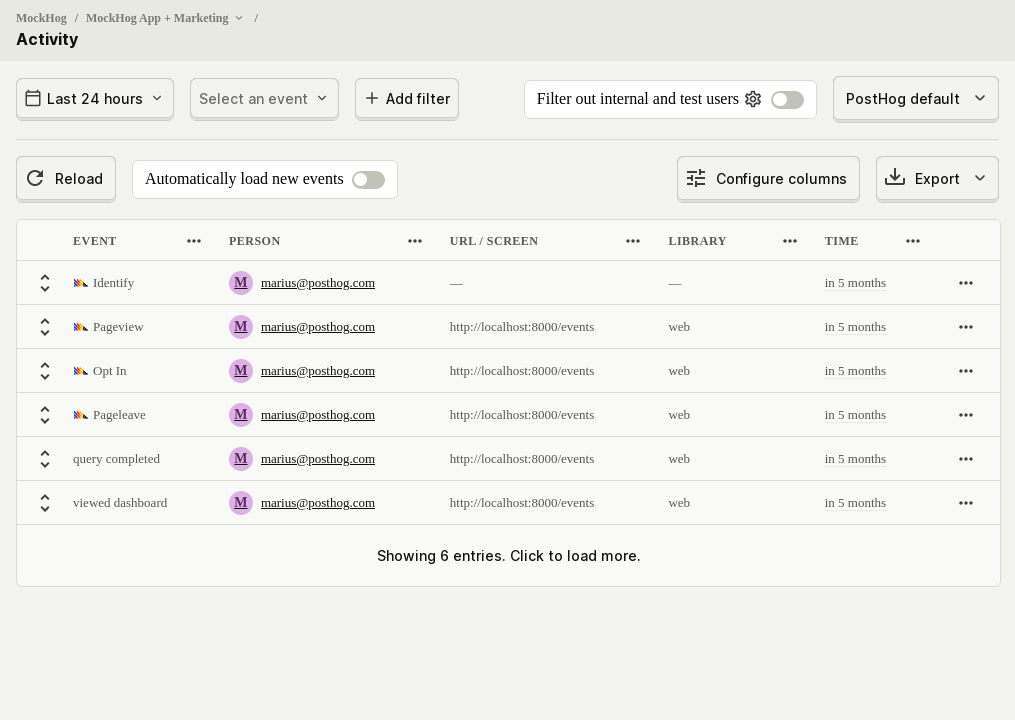 MockHog / MockHog App + Marketing /
Activity
Last 24 hours Select an event Add filter Filter out internal and test users PostHog default
Reload Automatically load new events Configure columns Export
EVENT PERSON URL / SCREEN LIBRARY TIME
Identify M marius@posthog.com — — in 5 months
Pageview M marius@posthog.com http://localhost:8000/events web in 5 months
Opt In M marius@posthog.com http://localhost:8000/events web in 5 months
Pageleave M marius@posthog.com http://localhost:8000/events web in 5 months
query completed M marius@posthog.com http://localhost:8000/events web in 5 months
viewed dashboard M marius@posthog.com http://localhost:8000/events web in 5 months
Showing 6 entries. Click to load more.